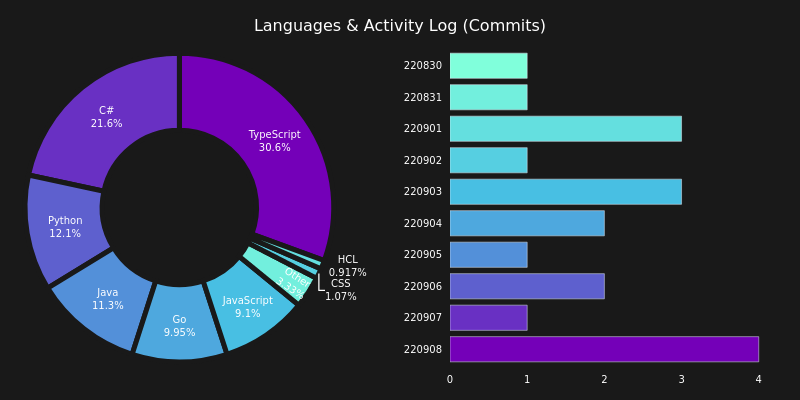 Languages & Activity Log (Commits)
TypeScript
30.6%
C#
21.6%
Python
12.1%
Java
11.3%
Go
9.95%
JavaScript
9.1%
Other
HCL
0.917%
CSS
1.07%
220830
220831
220901
220902
220903
220904
220905
220906
220907
220908
0 1 2 3 4